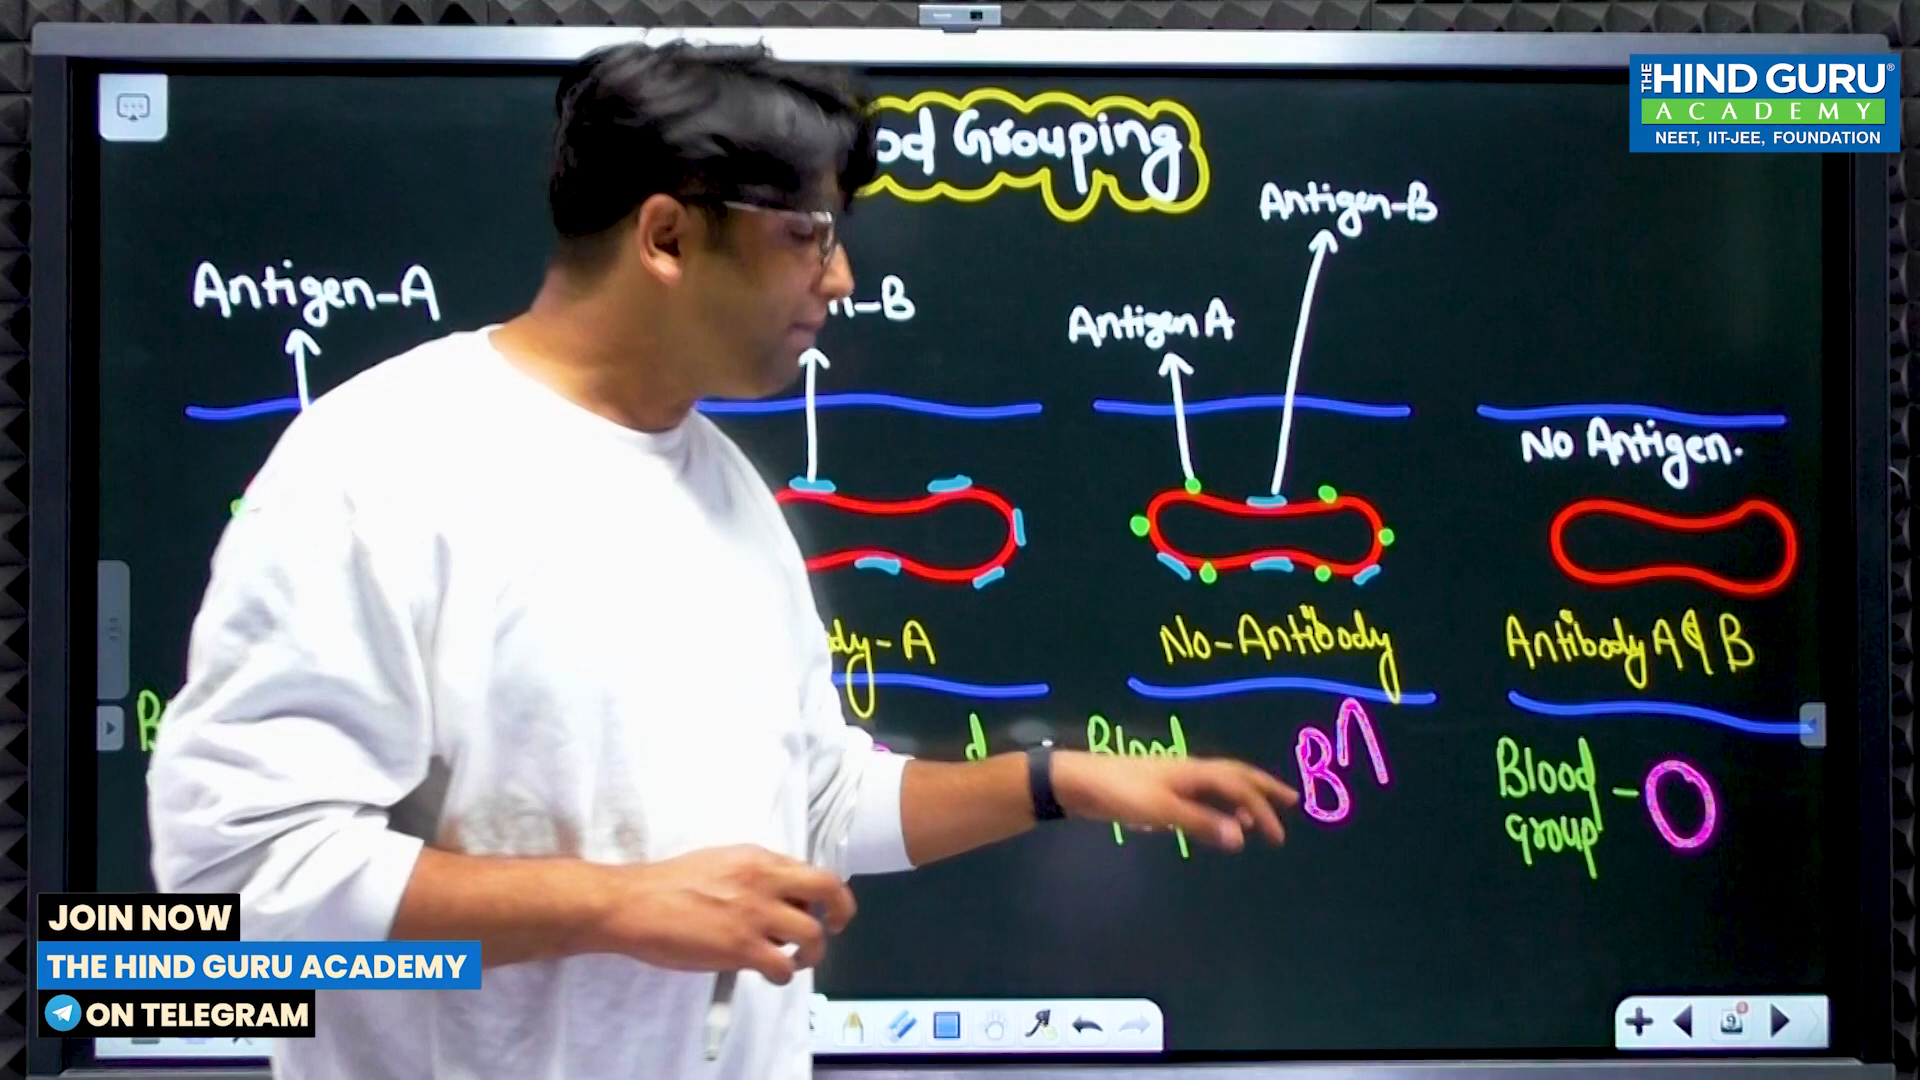 THE HIND GURU®
ACADEMY
NEET, IIT-JEE, FOUNDATION
Grouping
Antigen-B
Antigen-A
-B
Antigen A
No Antigen.
-A
No-Antibody
Antibody A & B
Blood
B
Blood
group
- O
JOIN NOW
THE HIND GURU ACADEMY
ON TELEGRAM
9